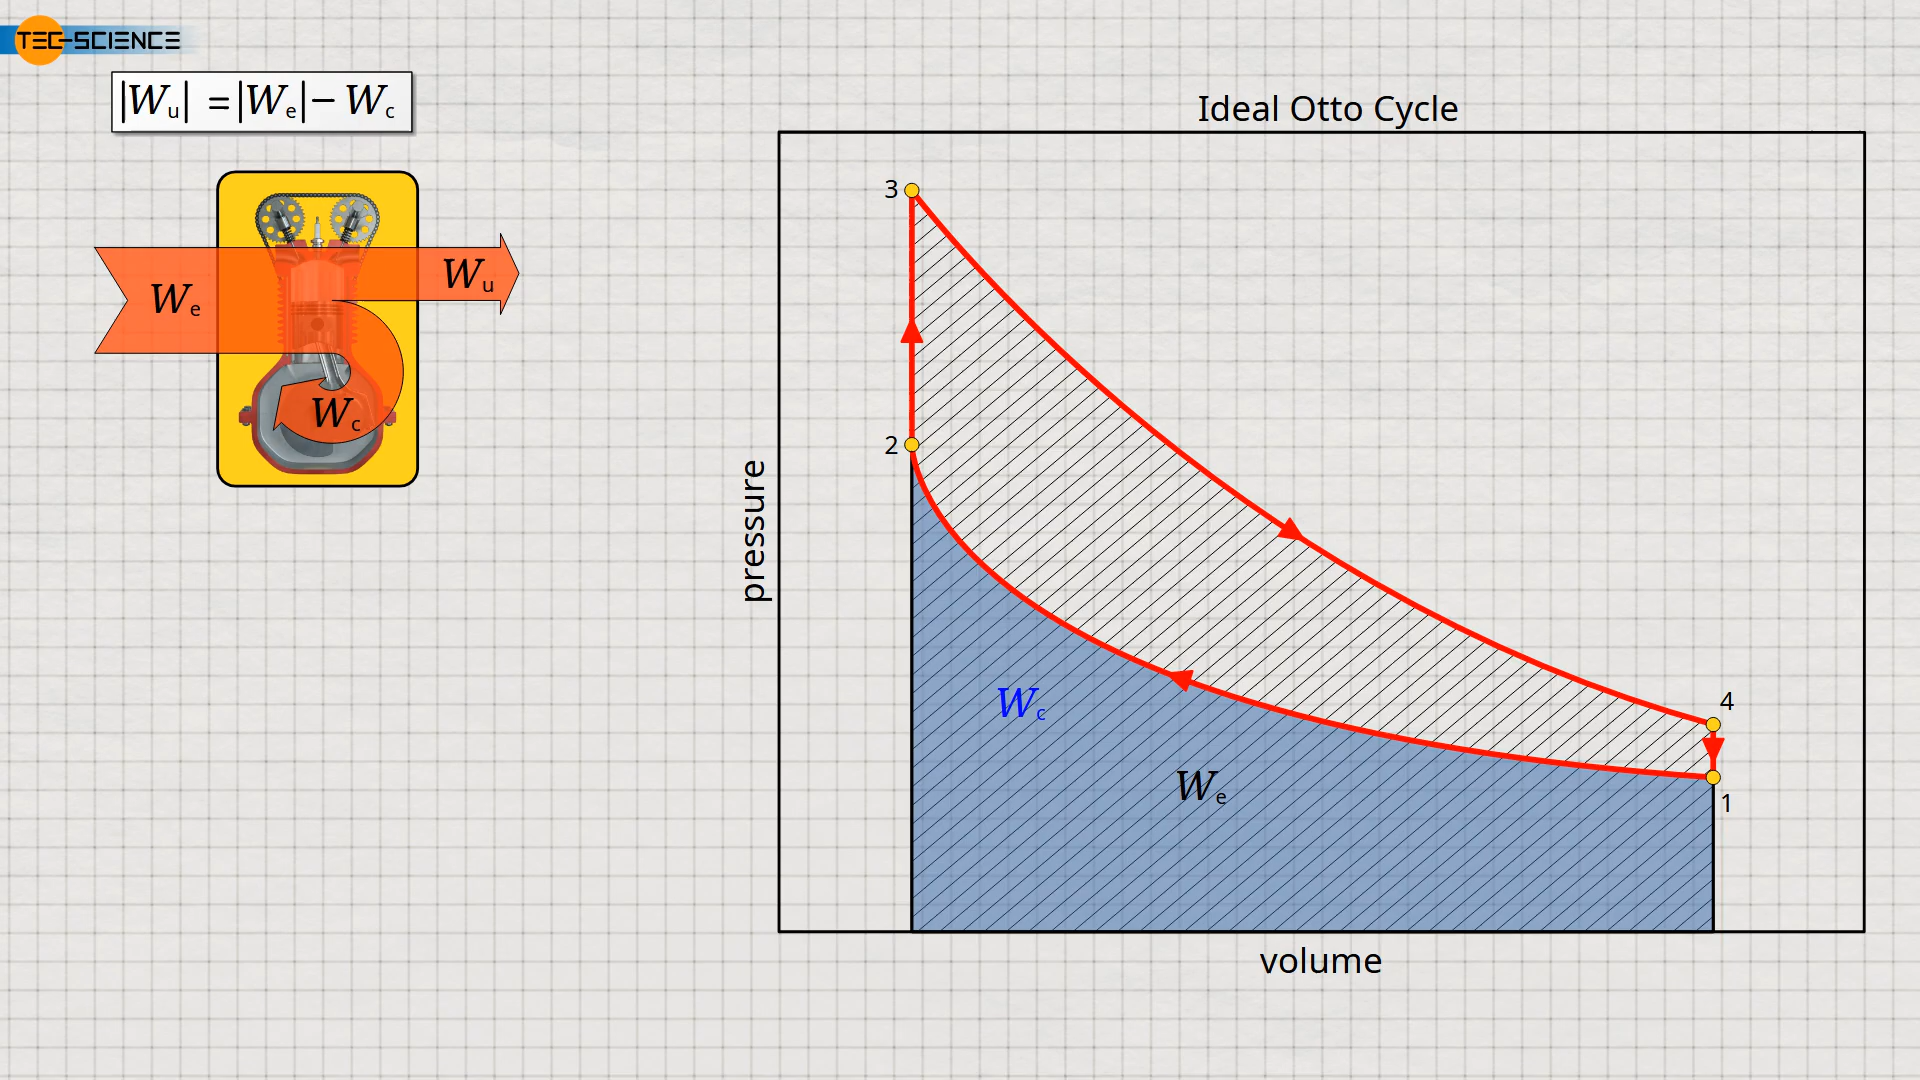 TEC-SCIENCE
|Wu| = |We| − Wc
We
Wu
Wc
Ideal Otto Cycle
3
2
pressure
4
Wc
We
1
volume